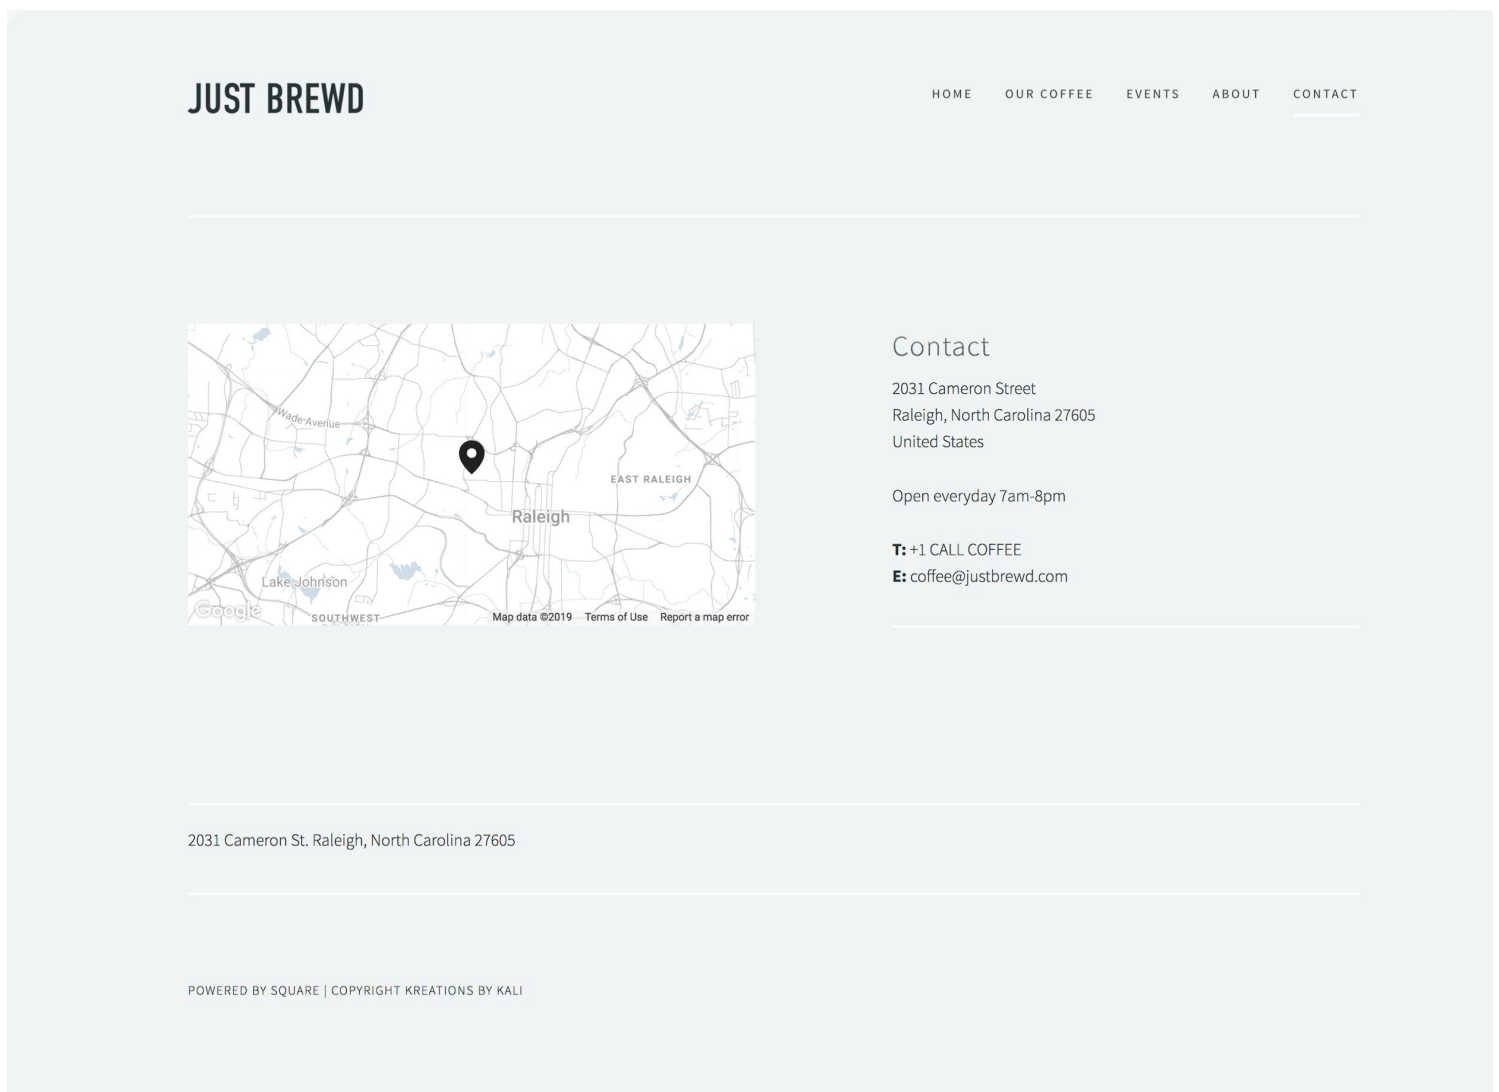 JUST BREWD
HOME OUR COFFEE EVENTS ABOUT CONTACT
Wade Avenue
EAST RALEIGH
Raleigh
Lake Johnson
Google
SOUTHWEST
Map data ©2019 Terms of Use Report a map error
Contact
2031 Cameron Street
Raleigh, North Carolina 27605
United States
Open everyday 7am-8pm
T: +1 CALL COFFEE
E: coffee@justbrewd.com
2031 Cameron St. Raleigh, North Carolina 27605
POWERED BY SQUARE | COPYRIGHT KREATIONS BY KALI